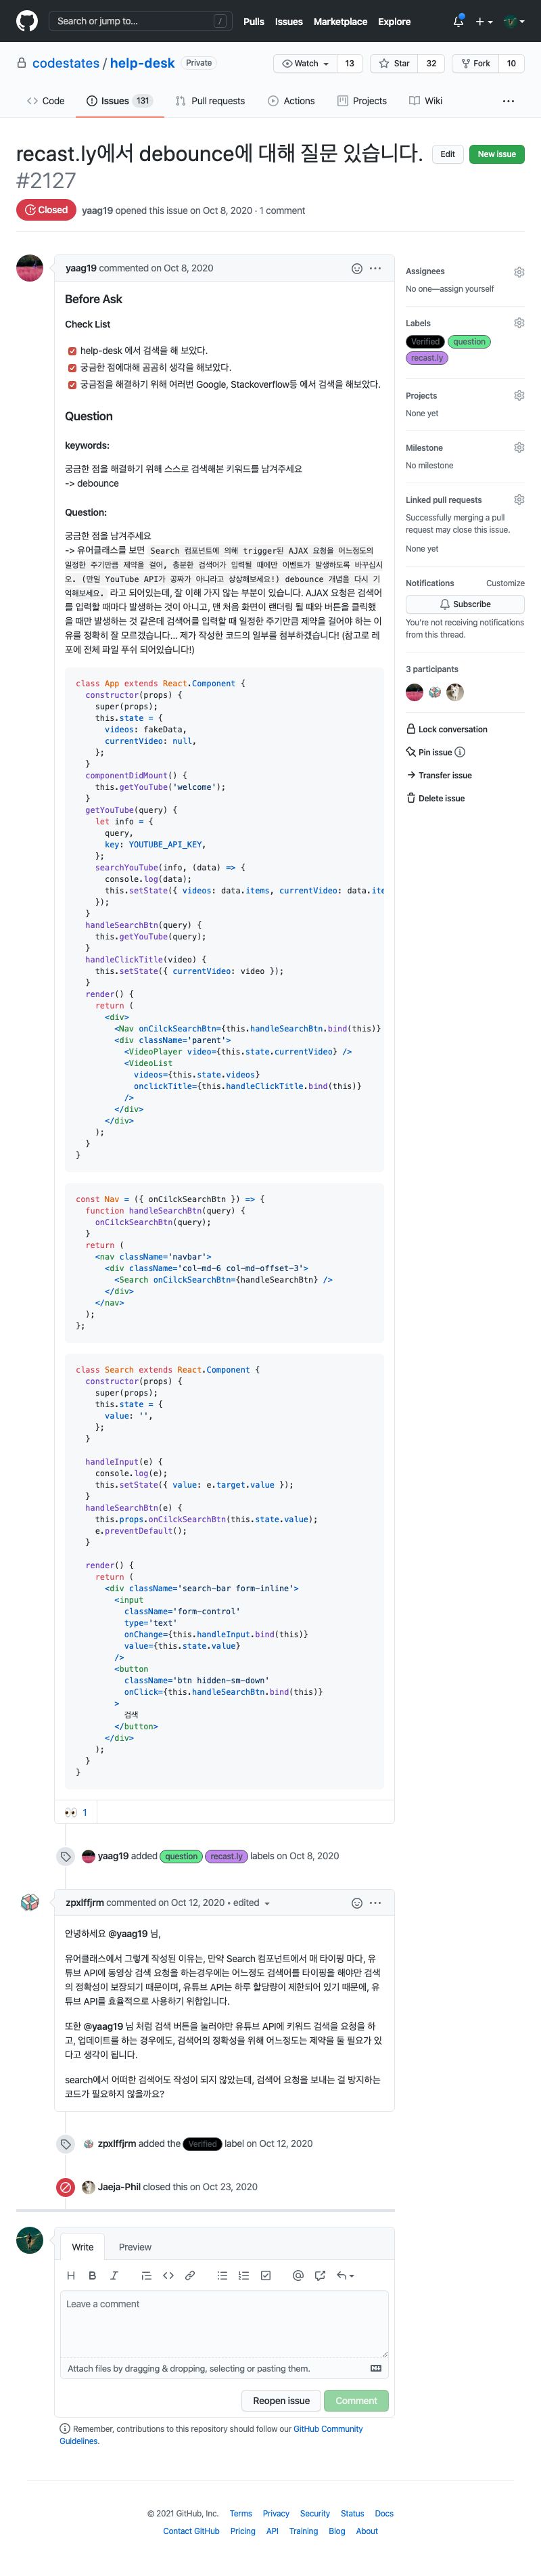 Search or jump to...
/
Pulls Issues Marketplace Explore
codestates / help-desk Private
Watch 13 Star 32 Fork 10
Code Issues 131 Pull requests Actions Projects Wiki
recast.ly에서 debounce에 대해 질문 있습니다.
#2127
Edit New issue
Closed yaag19 opened this issue on Oct 8, 2020 · 1 comment
yaag19 commented on Oct 8, 2020
Before Ask
Check List
help-desk 에서 검색을 해 보았다.
궁금한 점에대해 곰곰히 생각을 해보았다.
궁금점을 해결하기 위해 여러번 Google, Stackoverflow등 에서 검색을 해보았다.
Question
keywords:
궁금한 점을 해결하기 위해 스스로 검색해본 키워드를 남겨주세요
-> debounce
Question:
궁금한 점을 남겨주세요
-> 유어클래스를 보면 Search 컴포넌트에 의해 trigger된 AJAX 요청을 어느정도의
일정한 주기만큼 제약을 걸어, 충분한 검색어가 입력될 때에만 이벤트가 발생하도록 바꾸십시
오. (만일 YouTube API가 공짜가 아니라고 상상해보세요!) debounce 개념을 다시 기
억해보세요. 라고 되어있는데, 잘 이해 가지 않는 부분이 있습니다. AJAX 요청은 검색어
를 입력할 때마다 발생하는 것이 아니고, 맨 처음 화면이 랜더링 될 때와 버튼을 클릭했
을 때만 발생하는 것 같은데 검색어를 입력할 때 일정한 주기만큼 제약을 걸어야 하는 이
유를 정확히 잘 모르겠습니다... 제가 작성한 코드의 일부를 첨부하겠습니다! (참고로 레
포에 전체 파일 푸쉬 되어있습니다!)
class App extends React.Component {
constructor(props) {
super(props);
this.state = {
videos: fakeData,
currentVideo: null,
};
}
componentDidMount() {
this.getYouTube('welcome');
}
getYouTube(query) {
let info = {
query,
key: YOUTUBE_API_KEY,
};
searchYouTube(info, (data) => {
console.log(data);
this.setState({ videos: data.items, currentVideo: data.ite
});
}
handleSearchBtn(query) {
this.getYouTube(query);
}
handleClickTitle(video) {
this.setState({ currentVideo: video });
}
render() {
return (
<div>
<Nav onCilckSearchBtn={this.handleSearchBtn.bind(this)}
<div className='parent'>
<VideoPlayer video={this.state.currentVideo} />
<VideoList
videos={this.state.videos}
onclickTitle={this.handleClickTitle.bind(this)}
/>
</div>
</div>
);
}
}
const Nav = ({ onCilckSearchBtn }) => {
function handleSearchBtn(query) {
onCilckSearchBtn(query);
}
return (
<nav className='navbar'>
<div className='col-md-6 col-md-offset-3'>
<Search onCilckSearchBtn={handleSearchBtn} />
</div>
</nav>
);
};
class Search extends React.Component {
constructor(props) {
super(props);
this.state = {
value: '',
};
}
handleInput(e) {
console.log(e);
this.setState({ value: e.target.value });
}
handleSearchBtn(e) {
this.props.onCilckSearchBtn(this.state.value);
e.preventDefault();
}
render() {
return (
<div className='search-bar form-inline'>
<input
className='form-control'
type='text'
onChange={this.handleInput.bind(this)}
value={this.state.value}
/>
<button
className='btn hidden-sm-down'
onClick={this.handleSearchBtn.bind(this)}
>
검색
</button>
</div>
);
}
}
👀 1
yaag19 added question recast.ly labels on Oct 8, 2020
zpxlffjrm commented on Oct 12, 2020 • edited
안녕하세요 @yaag19 님,
유어클래스에서 그렇게 작성된 이유는, 만약 Search 컴포넌트에서 매 타이핑 마다, 유
튜브 API에 동영상 검색 요청을 하는경우에는 어느정도 검색어를 타이핑을 해야만 검색
의 정확성이 보장되기 때문이며, 유튜브 API는 하루 할당량이 제한되어 있기 때문에, 유
튜브 API를 효율적으로 사용하기 위함입니다.
또한 @yaag19 님 처럼 검색 버튼을 눌러야만 유튜브 API에 키워드 검색을 요청을 하
고, 업데이트를 하는 경우에도, 검색어의 정확성을 위해 어느정도는 제약을 둘 필요가 있
다고 생각이 됩니다.
search에서 어떠한 검색어도 작성이 되지 않았는데, 검색어 요청을 보내는 걸 방지하는
코드가 필요하지 않을까요?
zpxlffjrm added the Verified label on Oct 12, 2020
Jaeja-Phil closed this on Oct 23, 2020
Write Preview
Leave a comment
Attach files by dragging & dropping, selecting or pasting them.
Reopen issue Comment
Remember, contributions to this repository should follow our GitHub Community
Guidelines.
Assignees
No one—assign yourself
Labels
Verified question
recast.ly
Projects
None yet
Milestone
No milestone
Linked pull requests
Successfully merging a pull
request may close this issue.
None yet
Notifications Customize
Subscribe
You're not receiving notifications
from this thread.
3 participants
Lock conversation
Pin issue
Transfer issue
Delete issue
© 2021 GitHub, Inc. Terms Privacy Security Status Docs
Contact GitHub Pricing API Training Blog About